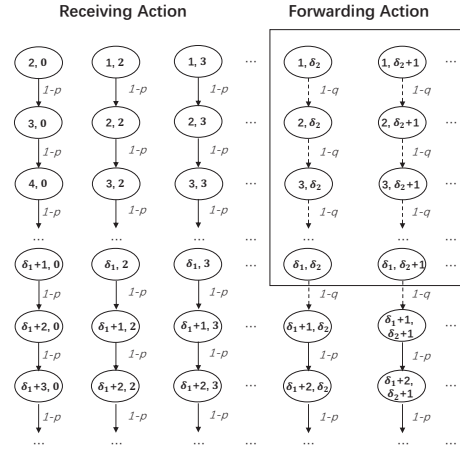 Receiving Action Forwarding Action
2, 0 1, 2 1, 3 ... 1, δ₂ 1, δ₂+1 ...
1-p 1-p 1-p 1-q 1-q
3, 0 2, 2 2, 3 ... 2, δ₂ 2, δ₂+1 ...
1-p 1-p 1-p 1-q 1-q
4, 0 3, 2 3, 3 ... 3, δ₂ 3, δ₂+1 ...
1-p 1-p 1-p 1-q 1-q
... ... ... ... ... ... ...
δ₁+1, 0 δ₁, 2 δ₁, 3 ... δ₁, δ₂ δ₁, δ₂+1 ...
1-p 1-p 1-p 1-q 1-q
δ₁+2, 0 δ₁+1, 2 δ₁+1, 3 ... δ₁+1, δ₂ δ₁+1, δ₂+1 ...
1-p 1-p 1-p 1-p 1-p
δ₁+3, 0 δ₁+2, 2 δ₁+2, 3 ... δ₁+2, δ₂ δ₁+2, δ₂+1 ...
1-p 1-p 1-p 1-p 1-p
... ... ... ... ... ... ...